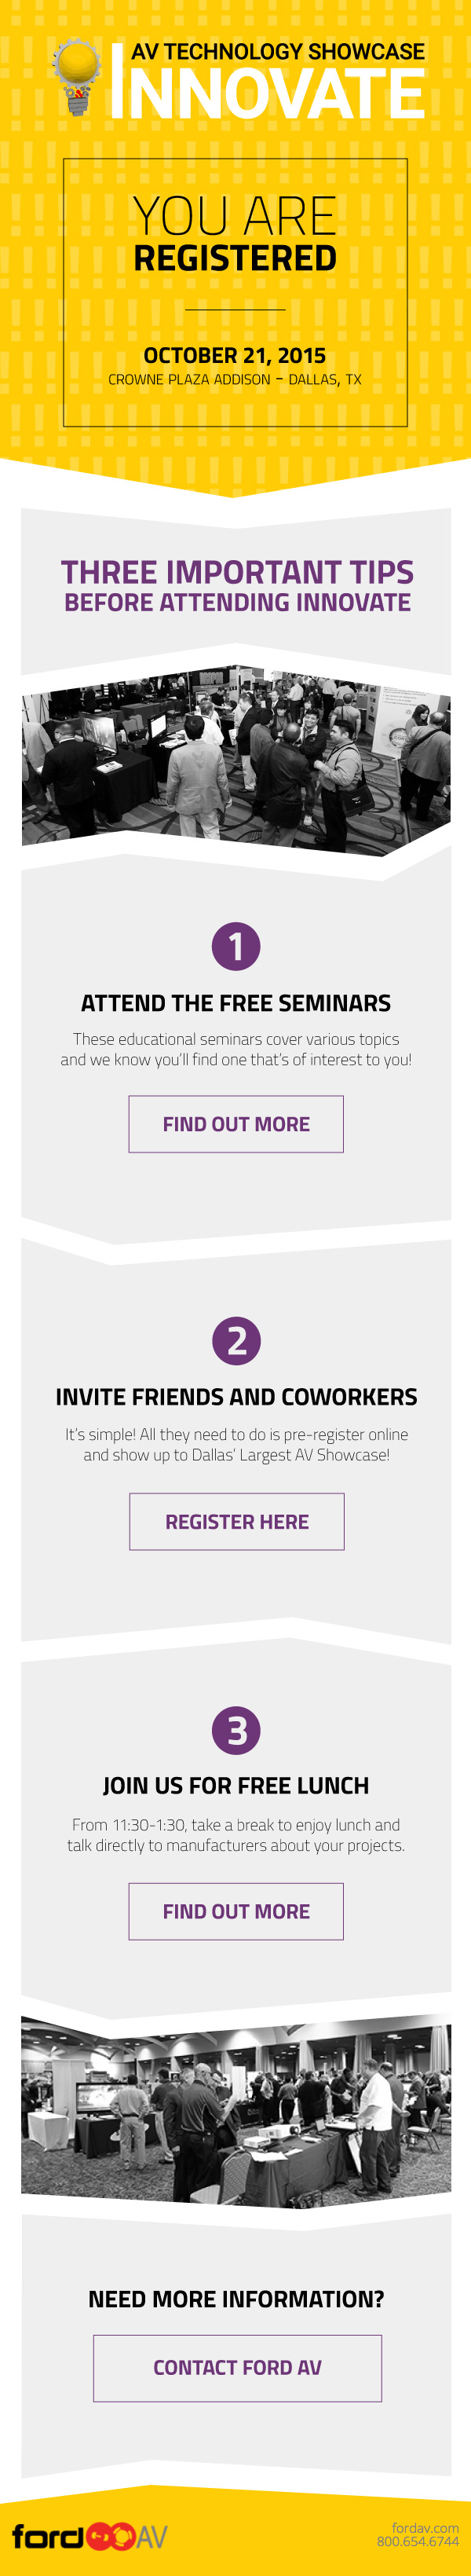 AV TECHNOLOGY SHOWCASE
INNOVATE
YOU ARE
REGISTERED
OCTOBER 21, 2015
CROWNE PLAZA ADDISON – DALLAS, TX
THREE IMPORTANT TIPS
BEFORE ATTENDING INNOVATE
1
ATTEND THE FREE SEMINARS
These educational seminars cover various topics
and we know you'll find one that's of interest to you!
FIND OUT MORE
2
INVITE FRIENDS AND COWORKERS
It's simple! All they need to do is pre-register online
and show up to Dallas' Largest AV Showcase!
REGISTER HERE
3
JOIN US FOR FREE LUNCH
From 11:30-1:30, take a break to enjoy lunch and
talk directly to manufacturers about your projects.
FIND OUT MORE
NEED MORE INFORMATION?
CONTACT FORD AV
ford AV
fordav.com
800.654.6744